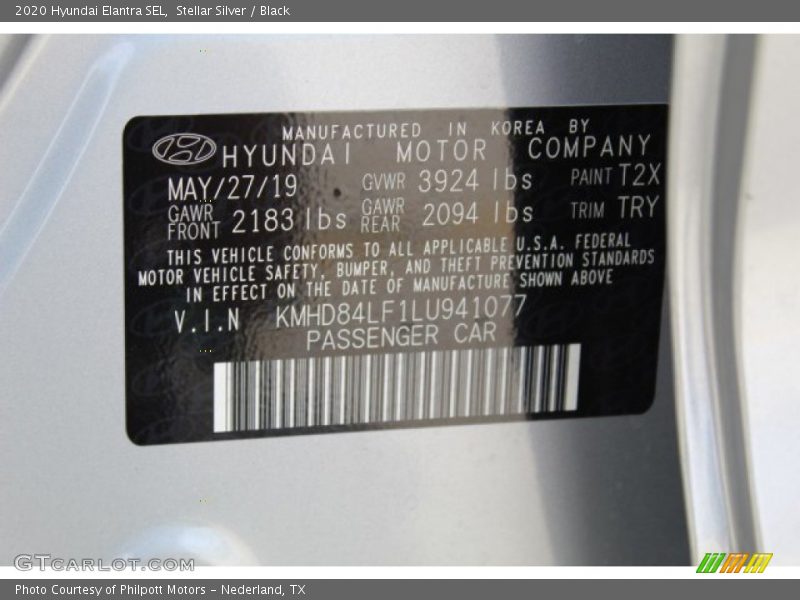 2020 Hyundai Elantra SEL, Stellar Silver / Black
MANUFACTURED IN KOREA BY
HYUNDAI MOTOR COMPANY
MAY/27/19 GVWR 3924 lbs PAINT T2X
GAWR FRONT 2183 lbs GAWR REAR 2094 lbs TRIM TRY
THIS VEHICLE CONFORMS TO ALL APPLICABLE U.S.A. FEDERAL
MOTOR VEHICLE SAFETY, BUMPER, AND THEFT PREVENTION STANDARDS
IN EFFECT ON THE DATE OF MANUFACTURE SHOWN ABOVE
V.I.N KMHD84LF1LU941077
PASSENGER CAR
GTCARLOT.COM
Photo Courtesy of Philpott Motors - Nederland, TX